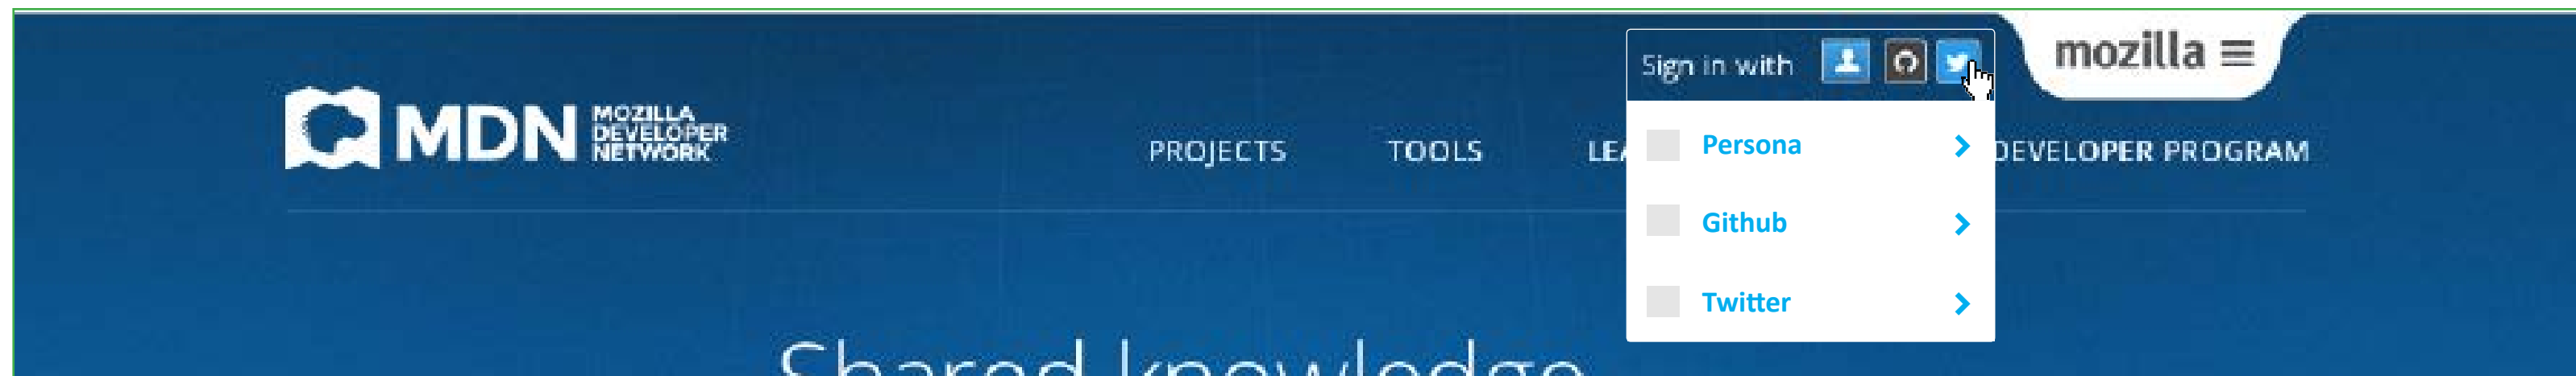 Sign in with
mozilla
MDN MOZILLA DEVELOPER NETWORK
PROJECTS TOOLS DEVELOPER PROGRAM
Persona
Github
Twitter
Shared knowledge